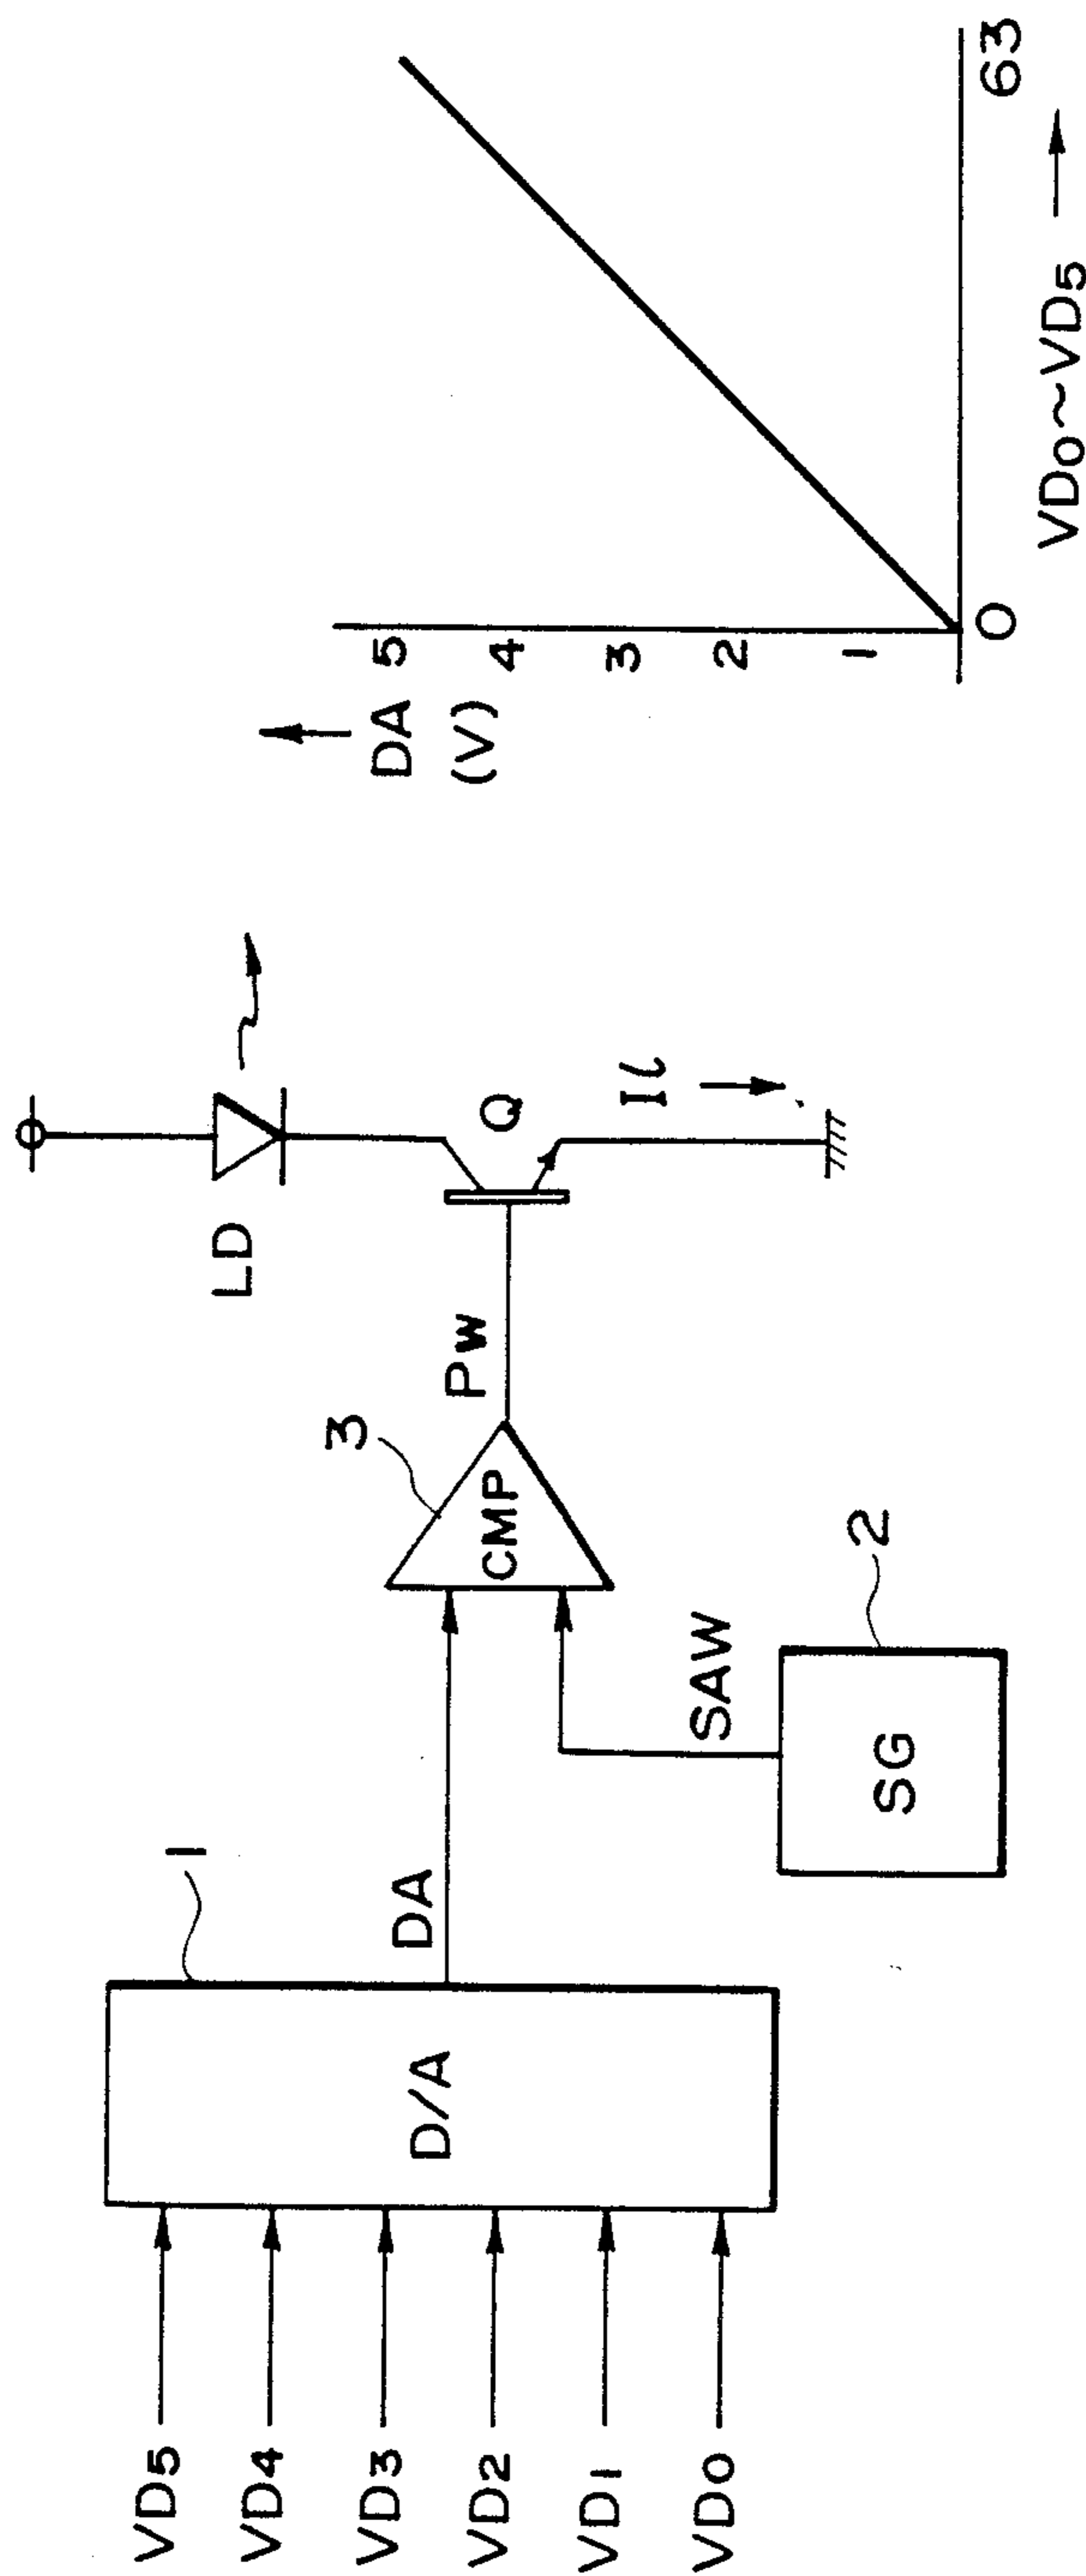 VD5
VD4
VD3
VD2
VD1
VD0
D/A
1
DA
SG
2
SAW
CMP
3
PW
LD
Q
Il
DA
(V)
5
4
3
2
1
0
63
VD0~VD5